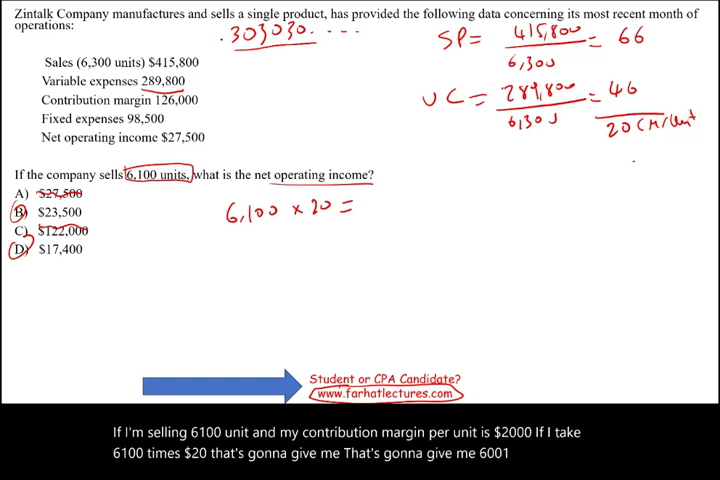 Zintalk Company manufactures and sells a single product, has provided the following data concerning its most recent month of
operations:
.303030. ....
SP = 415,800 / 6,300 = 66
Sales (6,300 units) $415,800
Variable expenses 289,800
Contribution margin 126,000
Fixed expenses 98,500
Net operating income $27,500
VC = 289,800 / 6,300 = 46
20 CM/unit
If the company sells 6,100 units, what is the net operating income?
A) $27,500
B) $23,500
C) $122,000
D) $17,400
6,100 x 20 =
Student or CPA Candidate?
www.farhatlectures.com
If I'm selling 6100 unit and my contribution margin per unit is $2000 If I take
6100 times $20 that's gonna give me That's gonna give me 6001